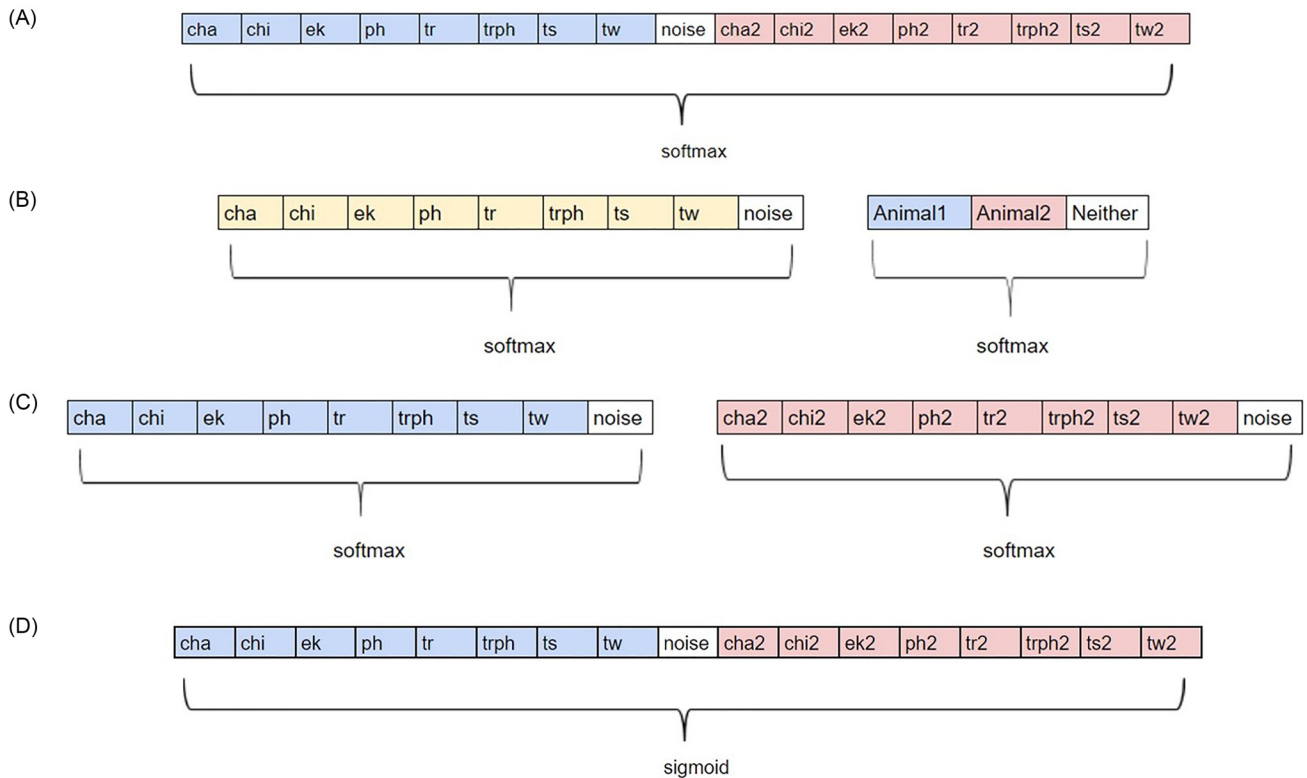 (A)
cha chi ek ph tr trph ts tw noise cha2 chi2 ek2 ph2 tr2 trph2 ts2 tw2
softmax
(B)
cha chi ek ph tr trph ts tw noise Animal1 Animal2 Neither
softmax softmax
(C)
cha chi ek ph tr trph ts tw noise cha2 chi2 ek2 ph2 tr2 trph2 ts2 tw2 noise
softmax softmax
(D)
cha chi ek ph tr trph ts tw noise cha2 chi2 ek2 ph2 tr2 trph2 ts2 tw2
sigmoid